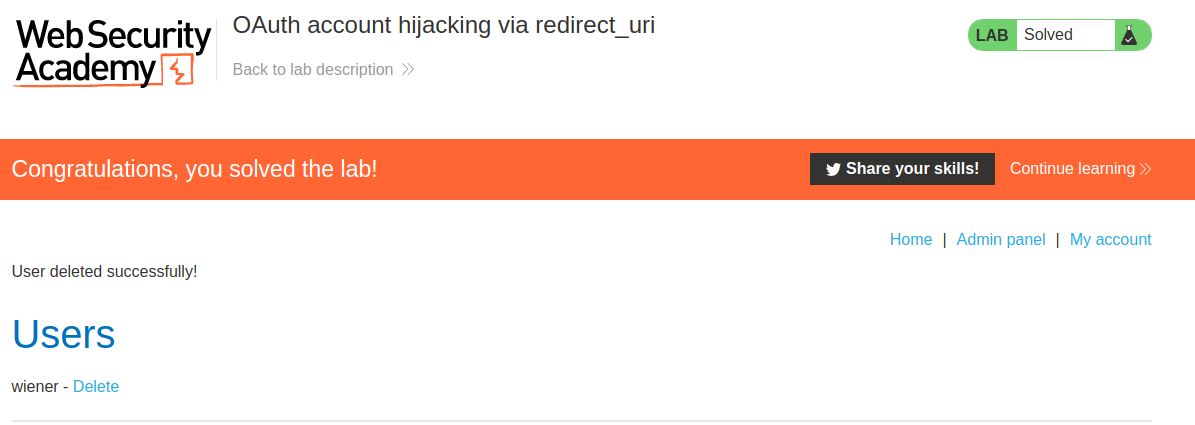 Web Security
Academy
OAuth account hijacking via redirect_uri
Back to lab description
LAB Solved
Congratulations, you solved the lab!
Share your skills!
Continue learning
Home | Admin panel | My account
User deleted successfully!
Users
wiener - Delete